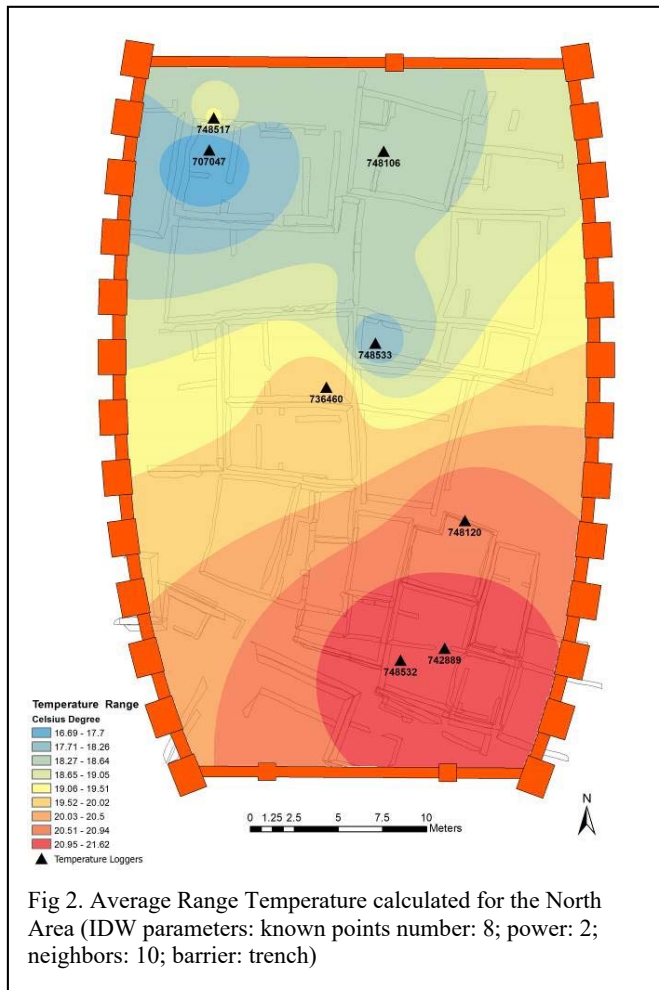 748517
707047
748106
748533
736460
748120
742889
748532
Temperature Range
Celsius Degree
16.69 - 17.7
17.71 - 18.26
18.27 - 18.64
18.65 - 19.05
19.06 - 19.51
19.52 - 20.02
20.03 - 20.5
20.51 - 20.94
20.95 - 21.62
Temperature Loggers
0 1.25 2.5 5 7.5 10
Meters
N
Fig 2. Average Range Temperature calculated for the North
Area (IDW parameters: known points number: 8; power: 2;
neighbors: 10; barrier: trench)